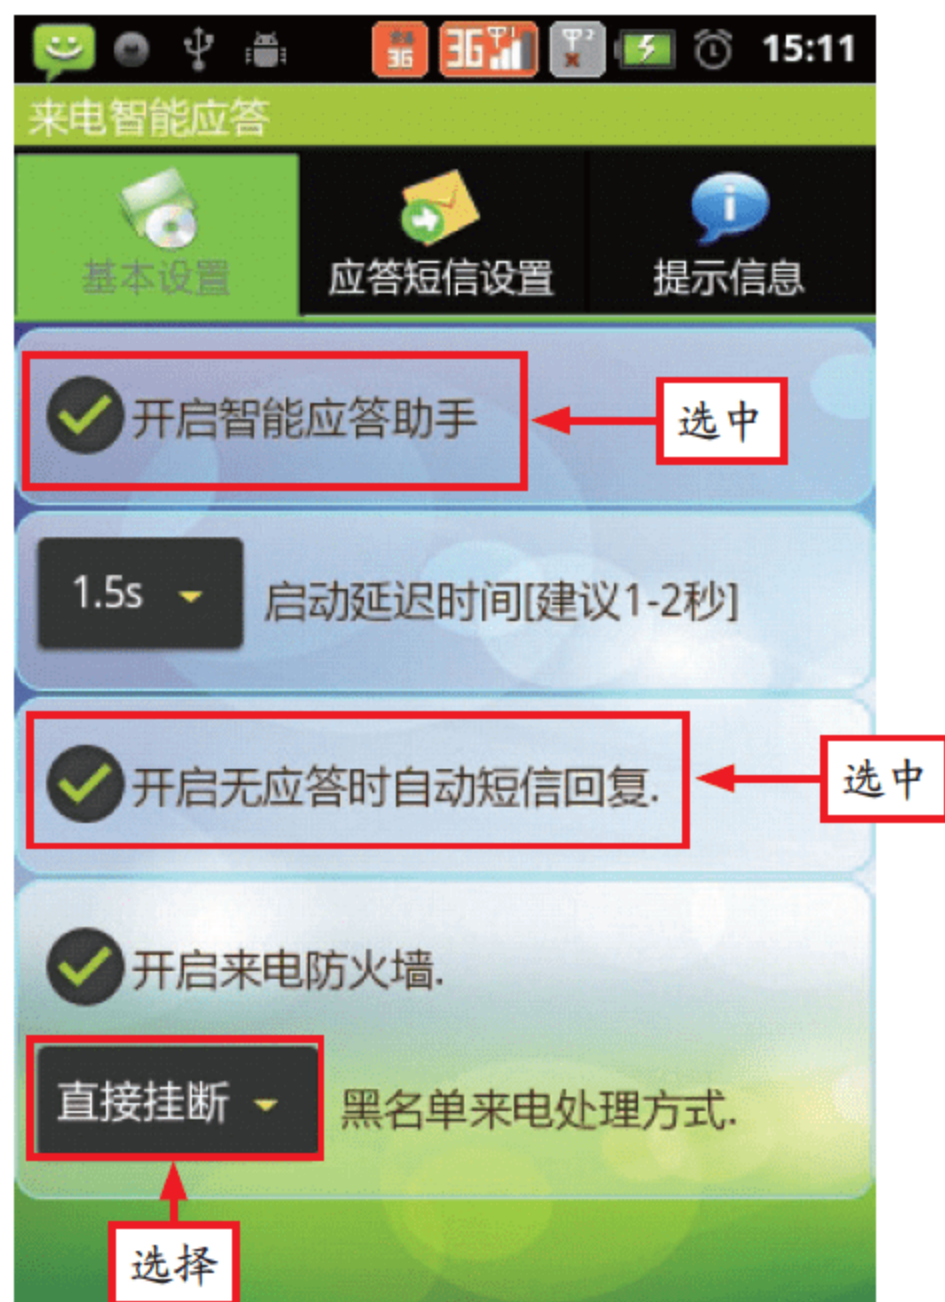 15:11
来电智能应答
基本设置 应答短信设置 提示信息
开启智能应答助手 选中
1.5s 启动延迟时间[建议1-2秒]
开启无应答时自动短信回复. 选中
开启来电防火墙.
直接挂断 黑名单来电处理方式.
选择